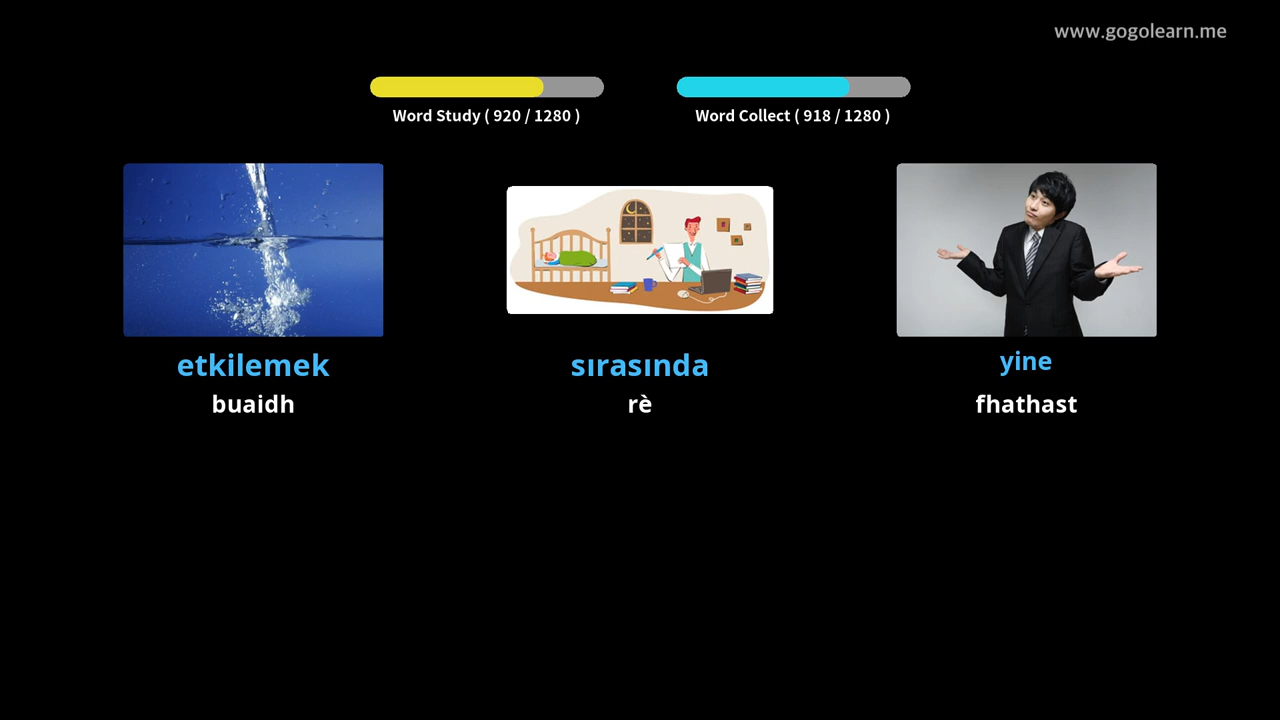 www.gogolearn.me
Word Study ( 920 / 1280 )
Word Collect ( 918 / 1280 )
etkilemek
buaidh
sırasında
rè
yine
fhathast